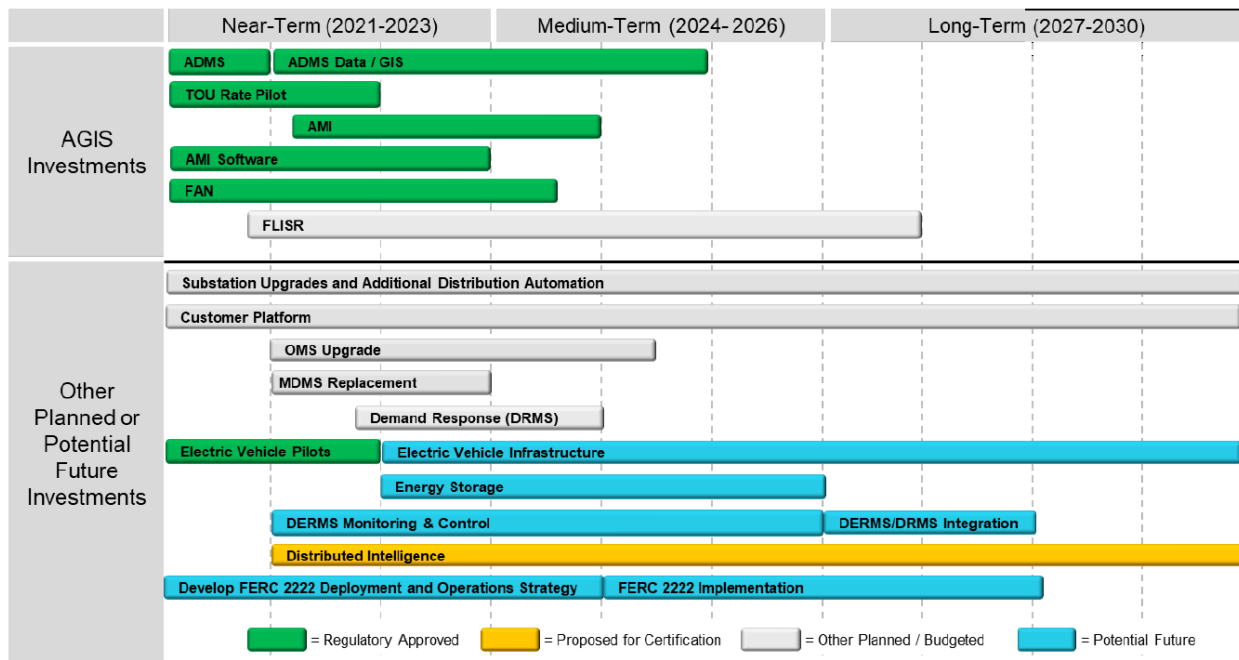 Near-Term (2021-2023)
Medium-Term (2024- 2026)
Long-Term (2027-2030)
AGIS
Investments
ADMS
ADMS Data / GIS
TOU Rate Pilot
AMI
AMI Software
FAN
FLISR
Other
Planned or
Potential
Future
Investments
Substation Upgrades and Additional Distribution Automation
Customer Platform
OMS Upgrade
MDMS Replacement
Demand Response (DRMS)
Electric Vehicle Pilots
Electric Vehicle Infrastructure
Energy Storage
DERMS Monitoring & Control
DERMS/DRMS Integration
Distributed Intelligence
Develop FERC 2222 Deployment and Operations Strategy
FERC 2222 Implementation
= Regulatory Approved
= Proposed for Certification
= Other Planned / Budgeted
= Potential Future